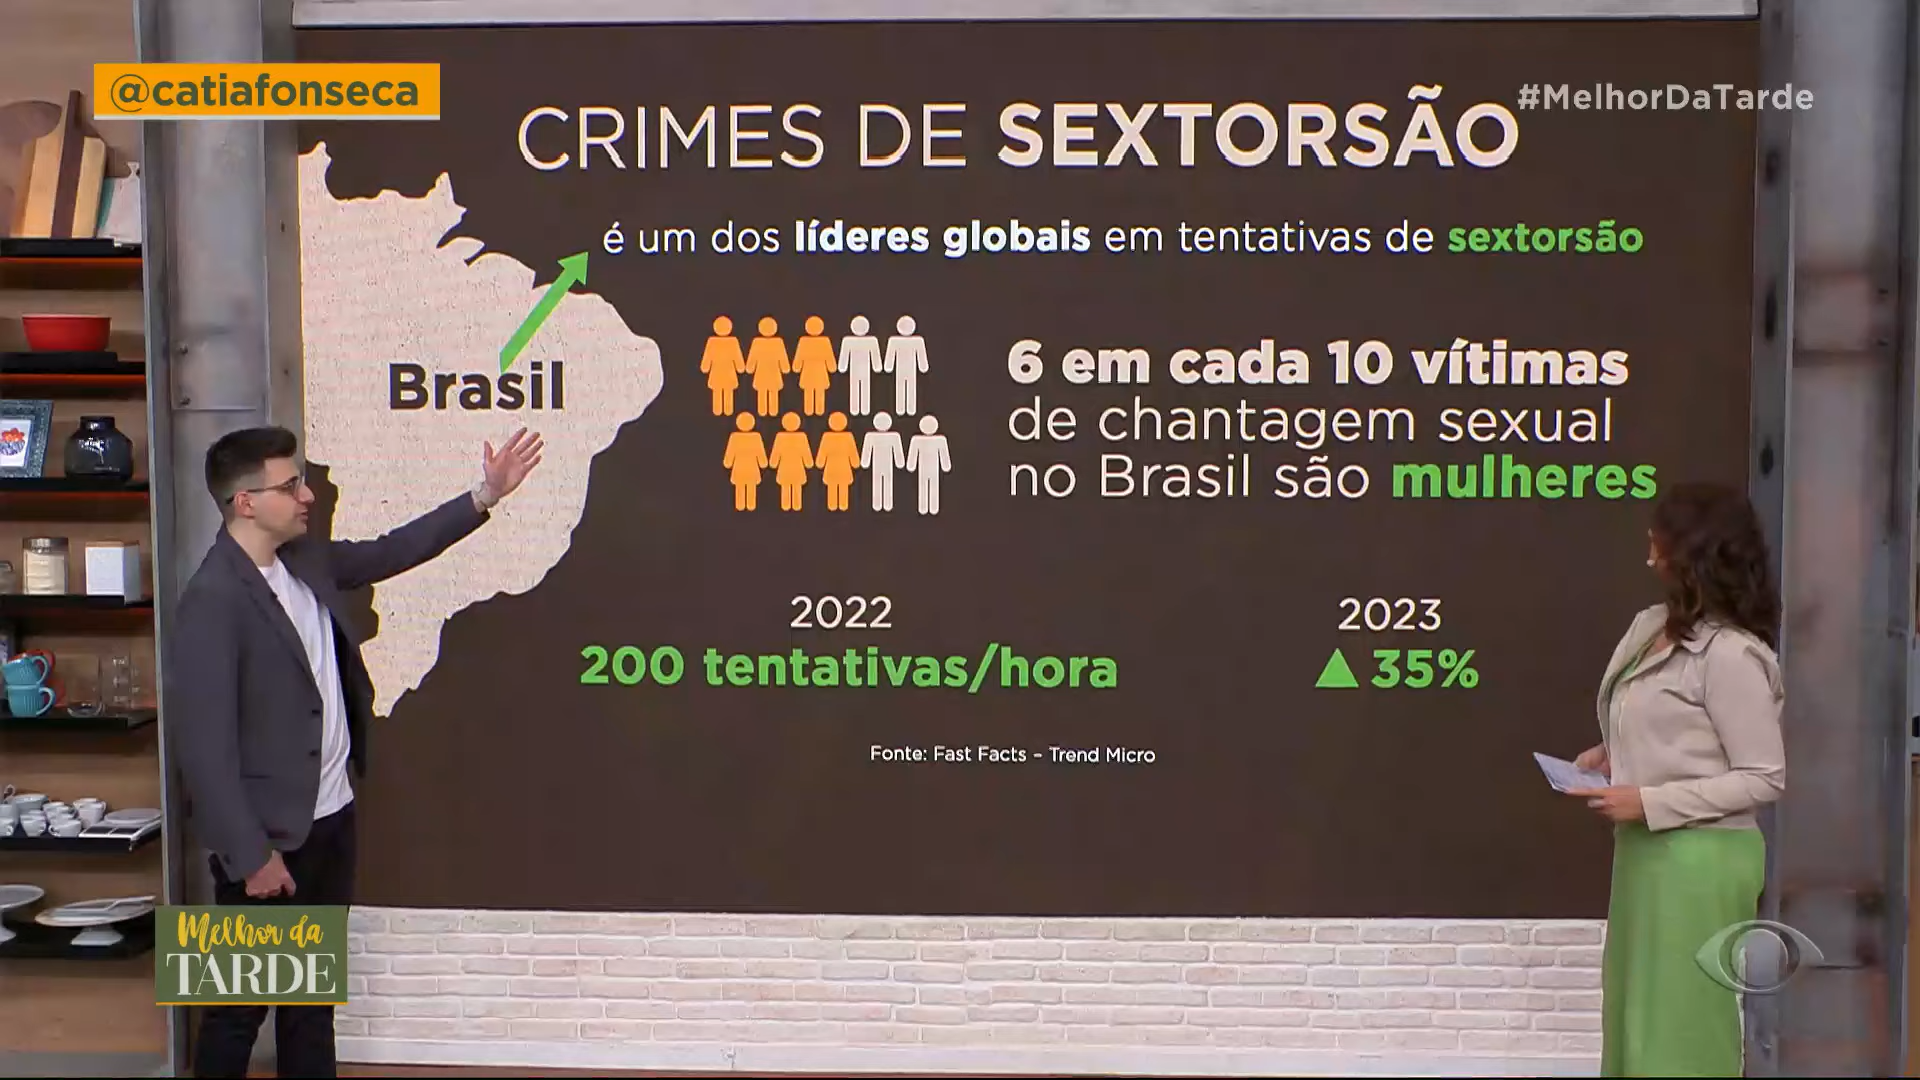 @catiafonseca
#MelhorDaTarde
CRIMES DE SEXTORSÃO
é um dos líderes globais em tentativas de sextorsão
Brasil
6 em cada 10 vítimas
de chantagem sexual
no Brasil são mulheres
2022
200 tentativas/hora
2023
▲35%
Fonte: Fast Facts – Trend Micro
Melhor da
TARDE